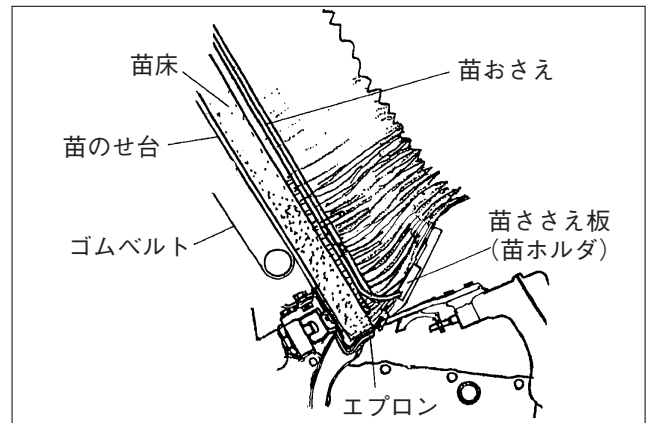 苗床
苗おさえ
苗のせ台
苗ささえ板
(苗ホルダ)
ゴムベルト
エプロン